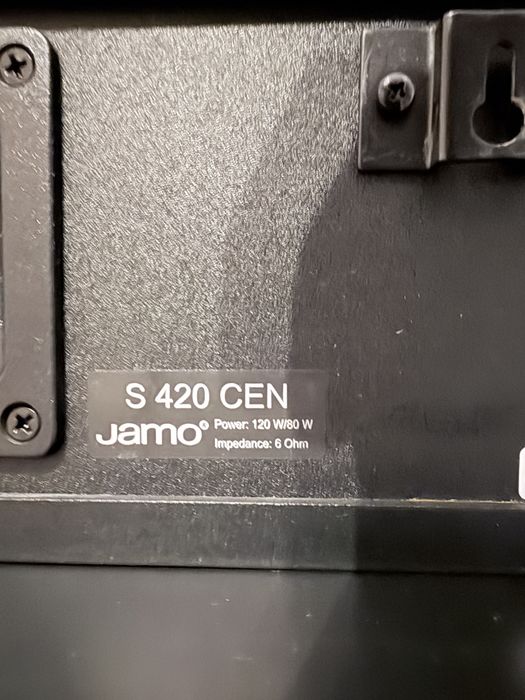 S 420 CEN
Jamo® Power: 120 W/80 W
Impedance: 6 Ohm